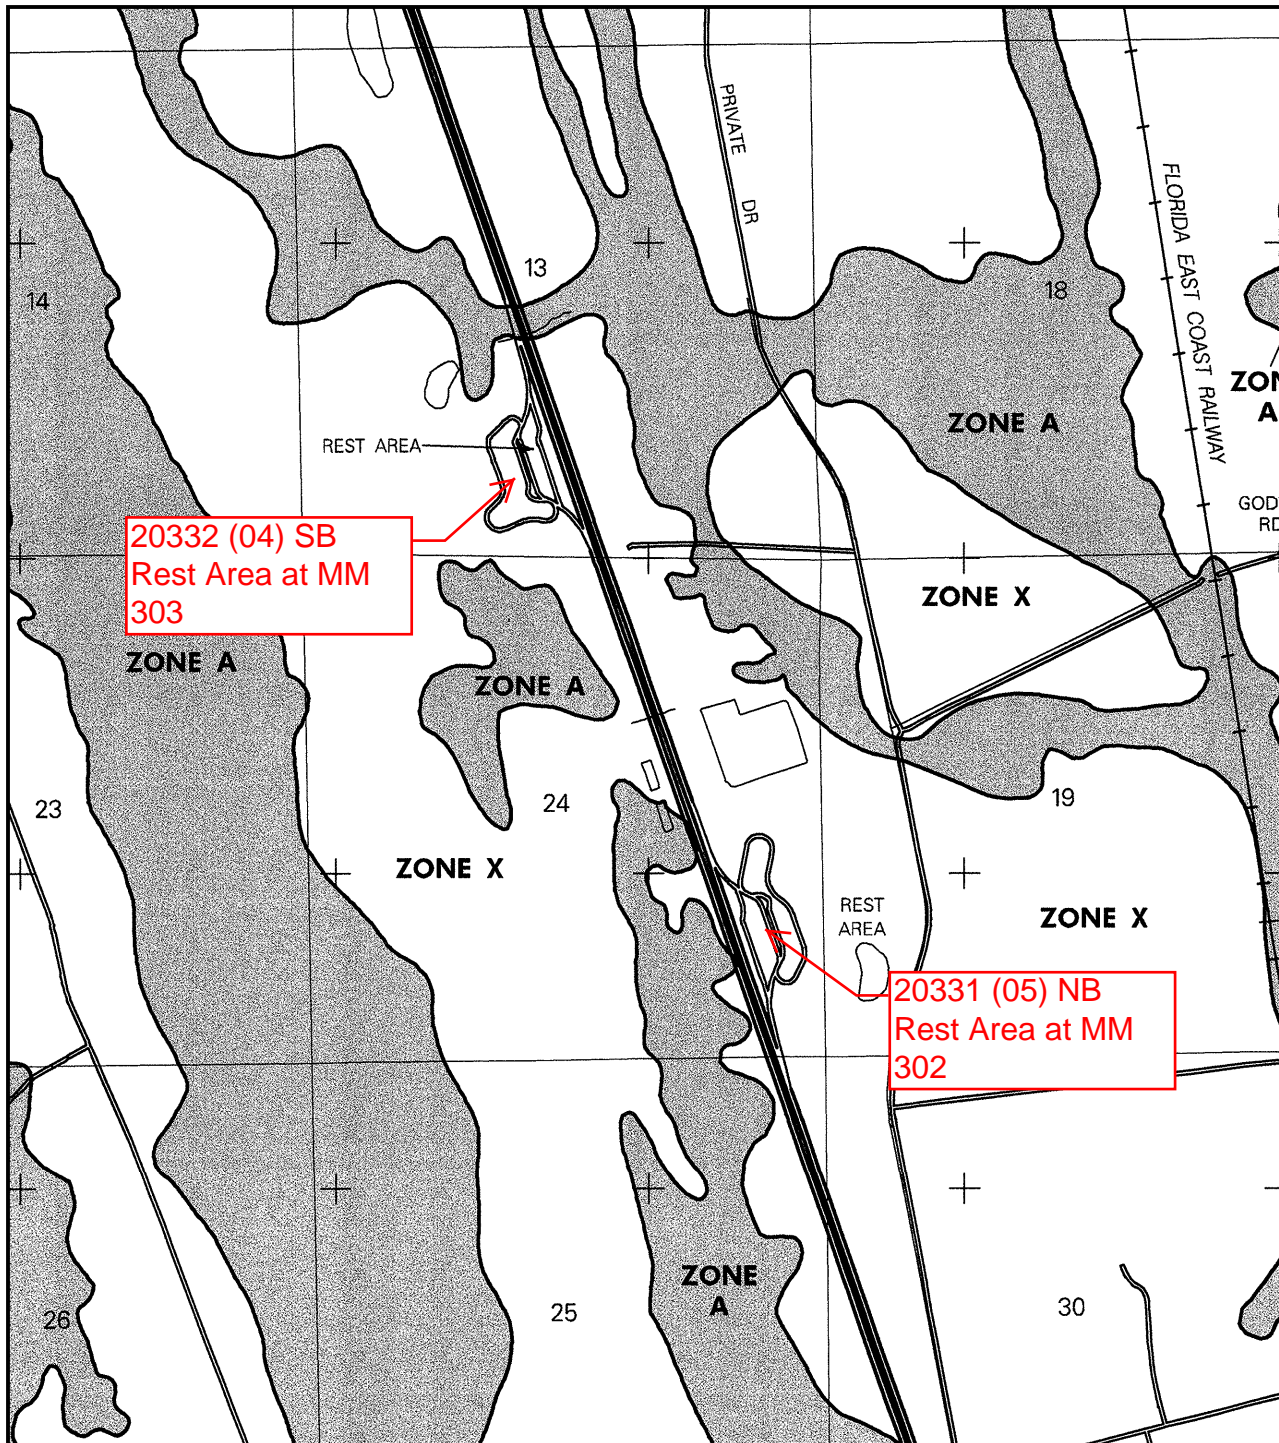 PRIVATE DR
FLORIDA EAST COAST RAILWAY
13
14
18
ZONE A
REST AREA
GOD
RD
20332 (04) SB
Rest Area at MM
303
ZONE X
ZONE A
ZONE A
23
24
19
ZONE X
REST
AREA
ZONE X
20331 (05) NB
Rest Area at MM
302
ZONE
A
26
25
30